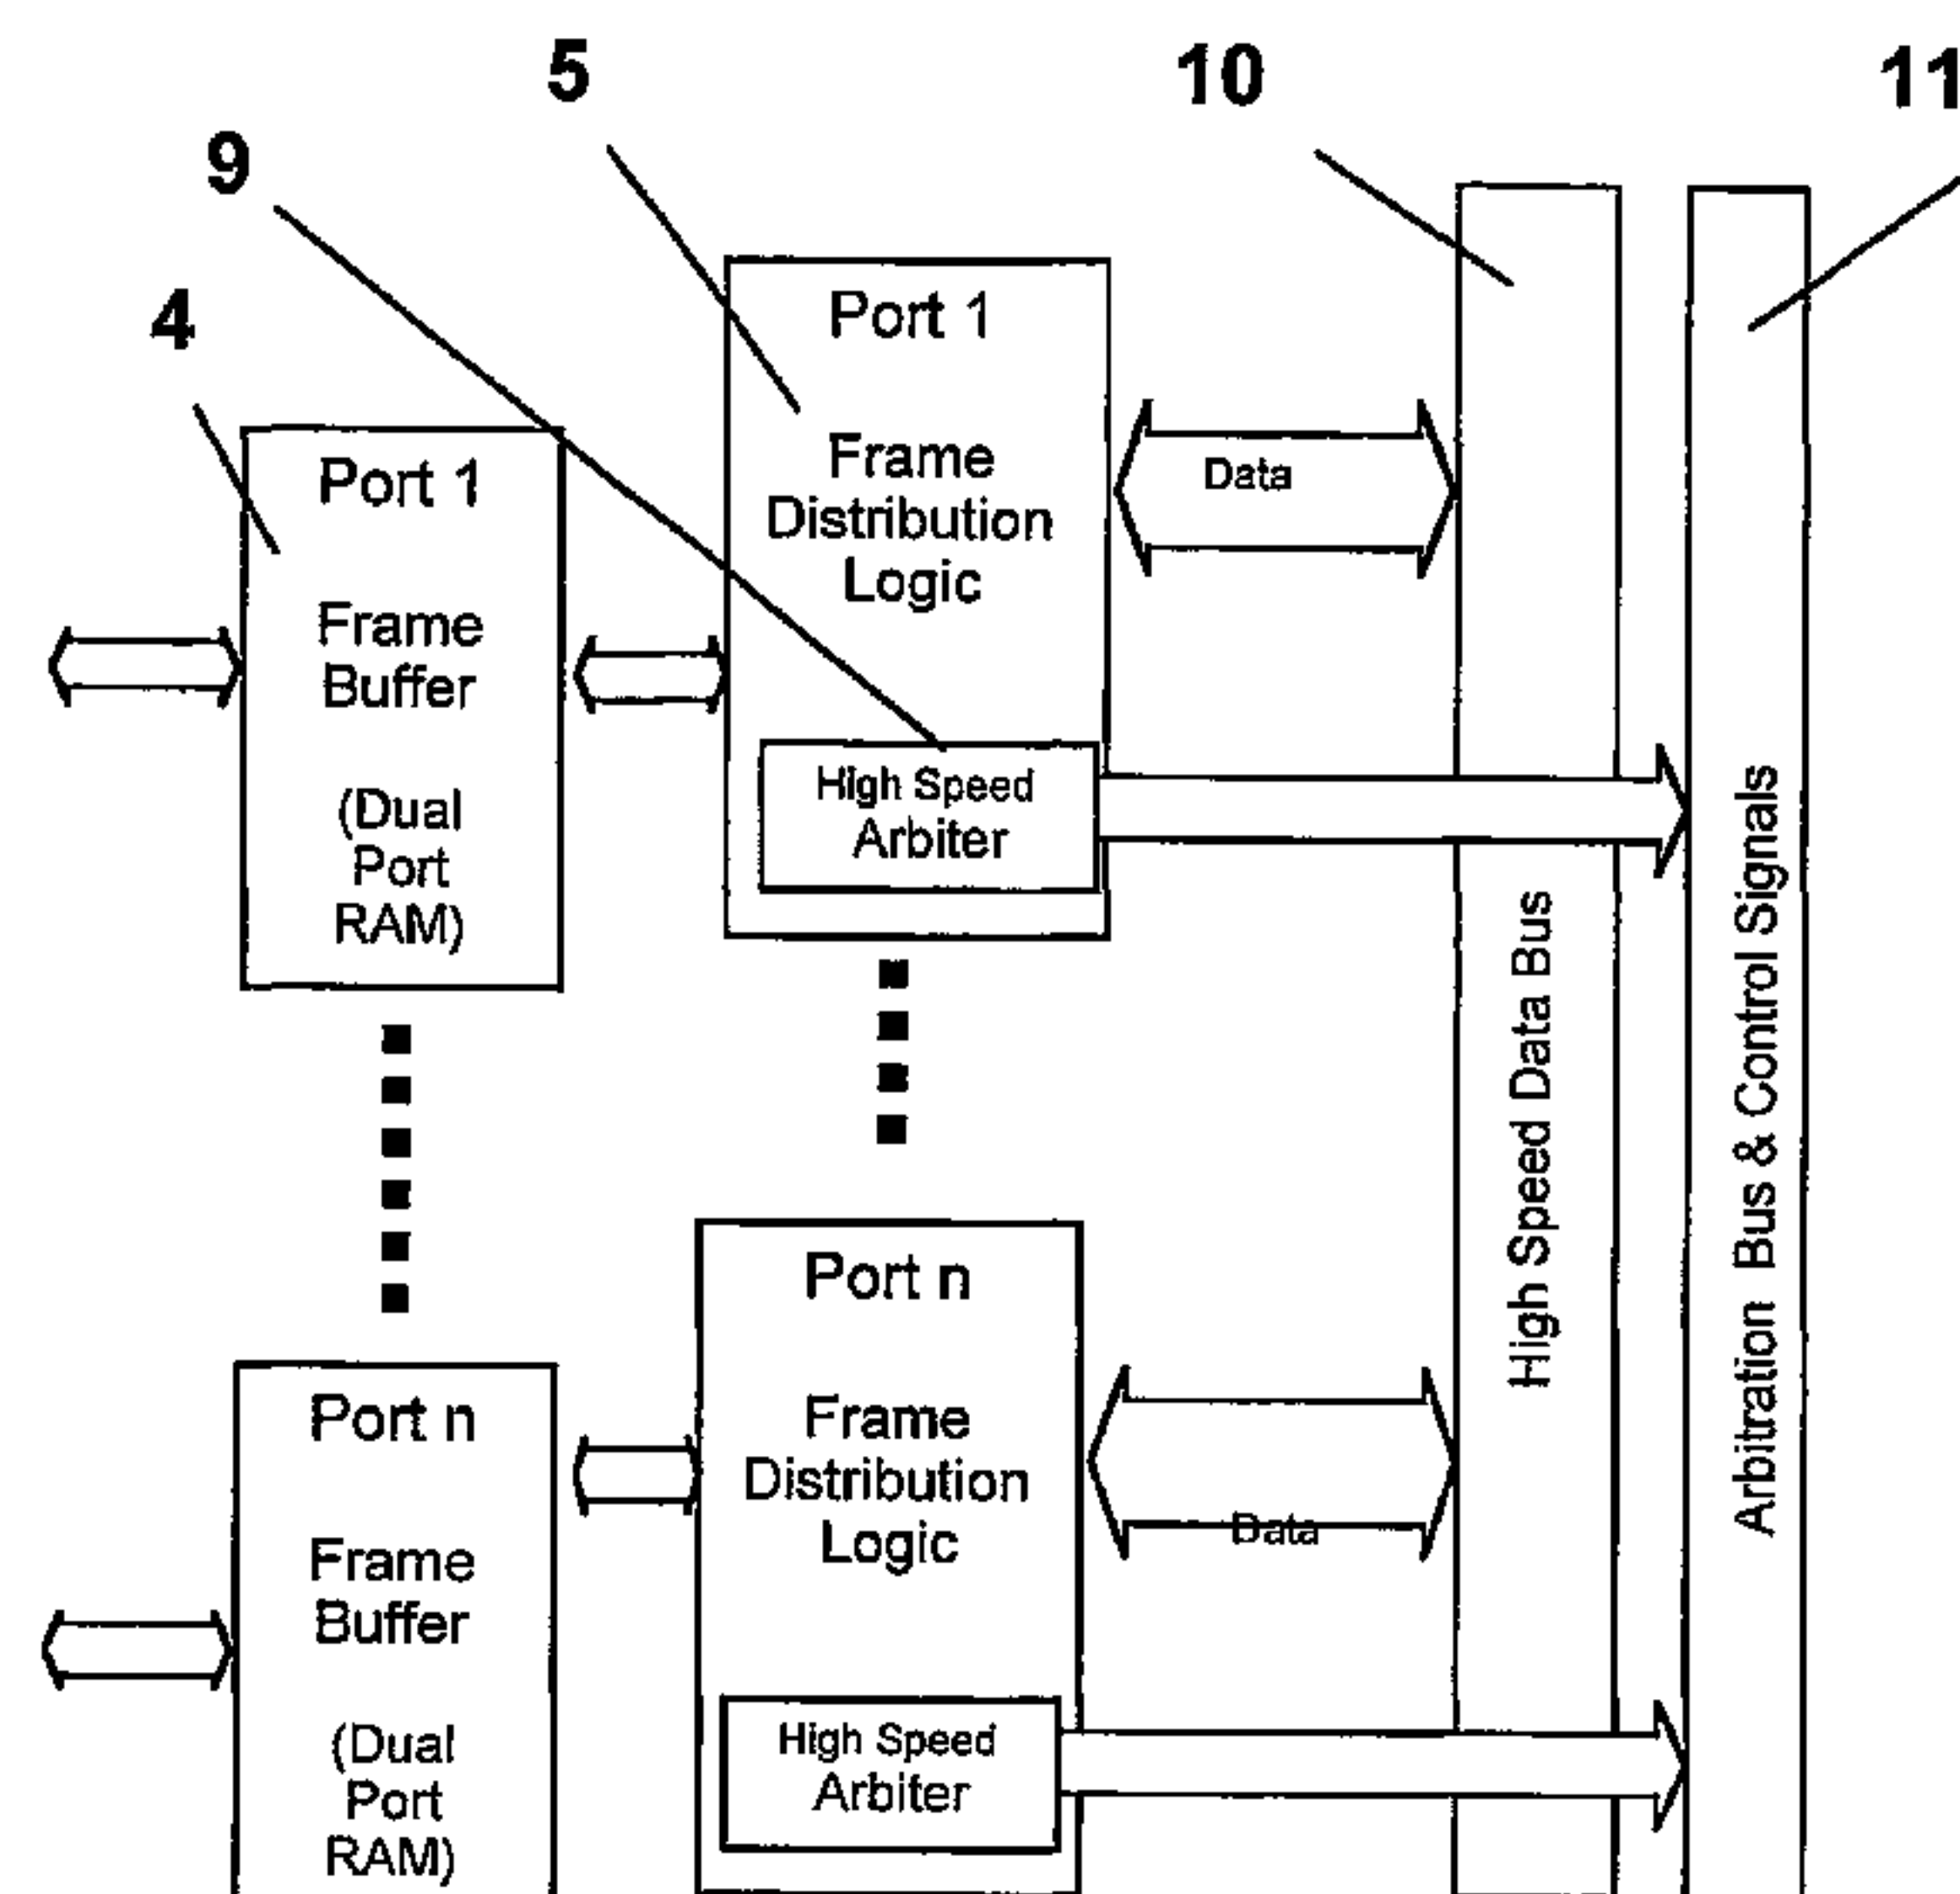 5
10
11
9
4
Port 1
Frame
Distribution
Logic
Data
Port 1
Frame
Buffer
(Dual
Port
RAM)
High Speed
Arbiter
High Speed Data Bus
Arbitration Bus & Control Signals
Port n
Frame
Distribution
Logic
Data
Port n
Frame
Buffer
(Dual
Port
RAM)
High Speed
Arbiter